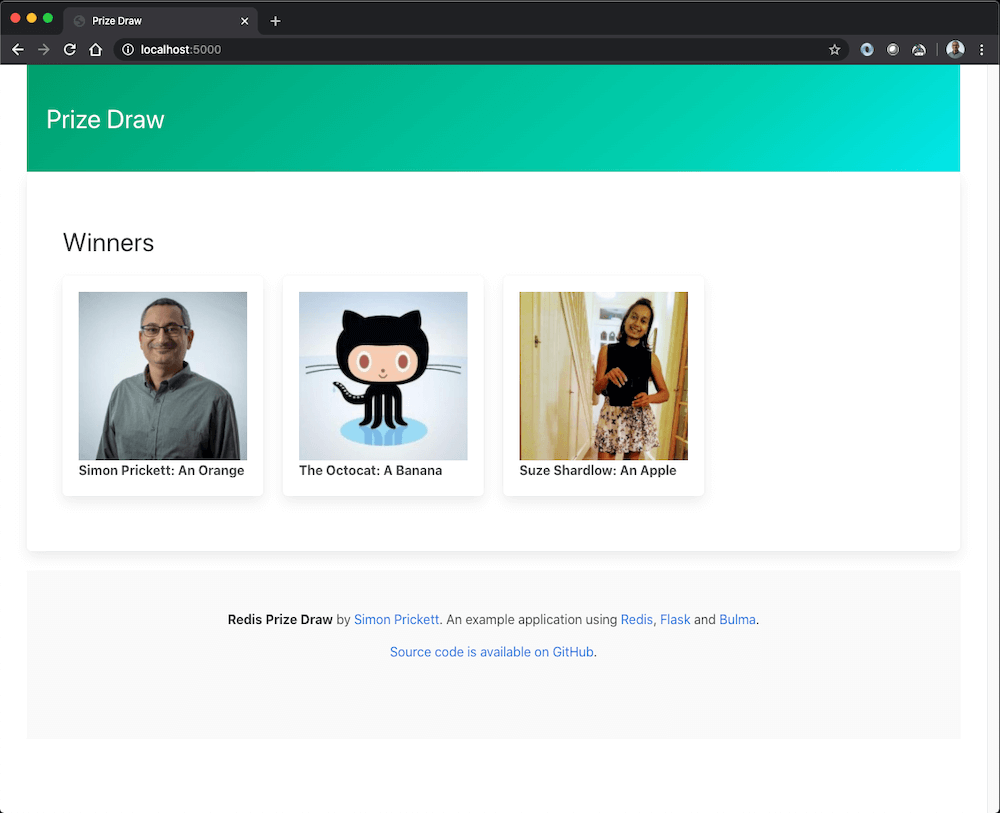 Prize Draw
localhost:5000
Prize Draw
Winners
Simon Prickett: An Orange
The Octocat: A Banana
Suze Shardlow: An Apple
Redis Prize Draw by Simon Prickett. An example application using Redis, Flask and Bulma.
Source code is available on GitHub.